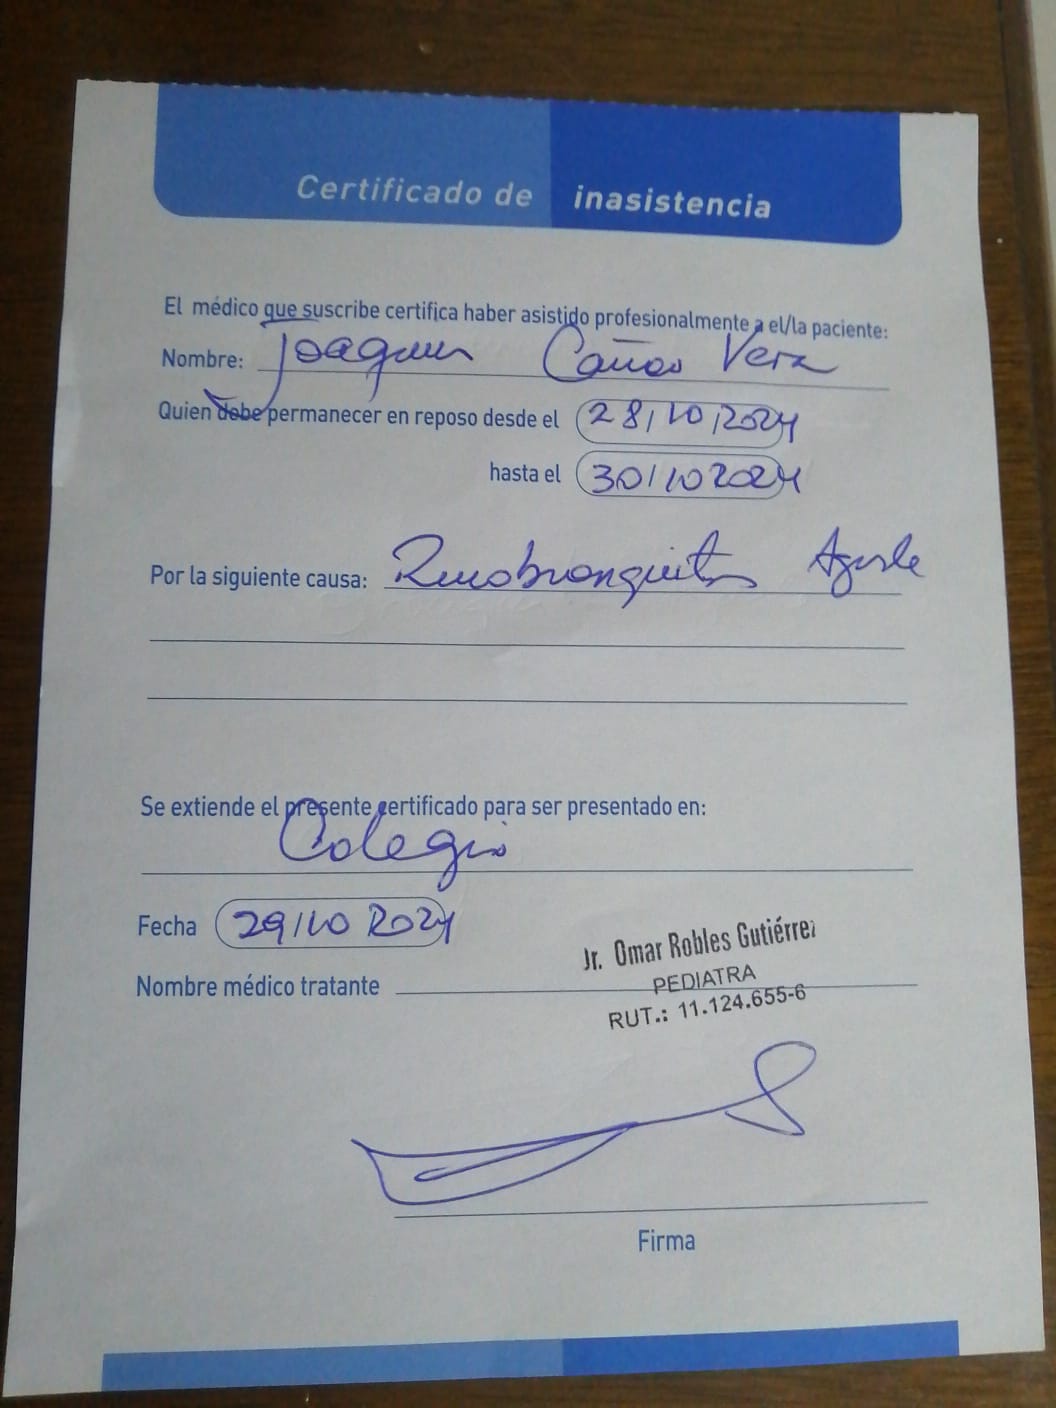 Certificado de inasistencia
El médico que suscribe certifica haber asistido profesionalmente a el/la paciente:
Nombre: Joaquin Cañas Vera
Quien debe permanecer en reposo desde el 28/10/2024
hasta el 30/10 2024
Por la siguiente causa: Rinobronquitis Aguda
Se extiende el presente certificado para ser presentado en:
Colegio
Fecha 29/10 2024
Jr. Omar Robles Gutiérrez
Nombre médico tratante
PEDIATRA
RUT.: 11.124.655-6
Firma